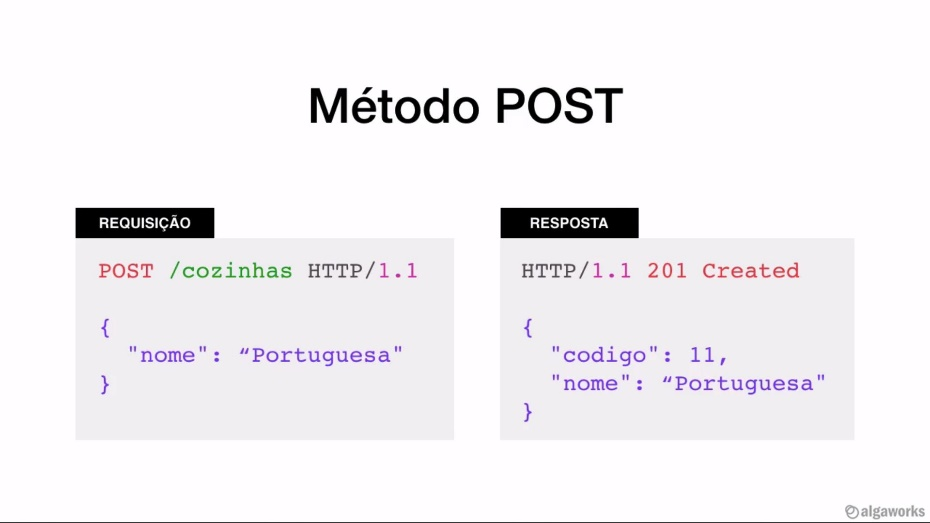 Método POST
REQUISIÇÃO
POST /cozinhas HTTP/1.1
{
"nome": “Portuguesa"
}
RESPOSTA
HTTP/1.1 201 Created
{
"codigo": 11,
"nome": “Portuguesa"
}
algaworks